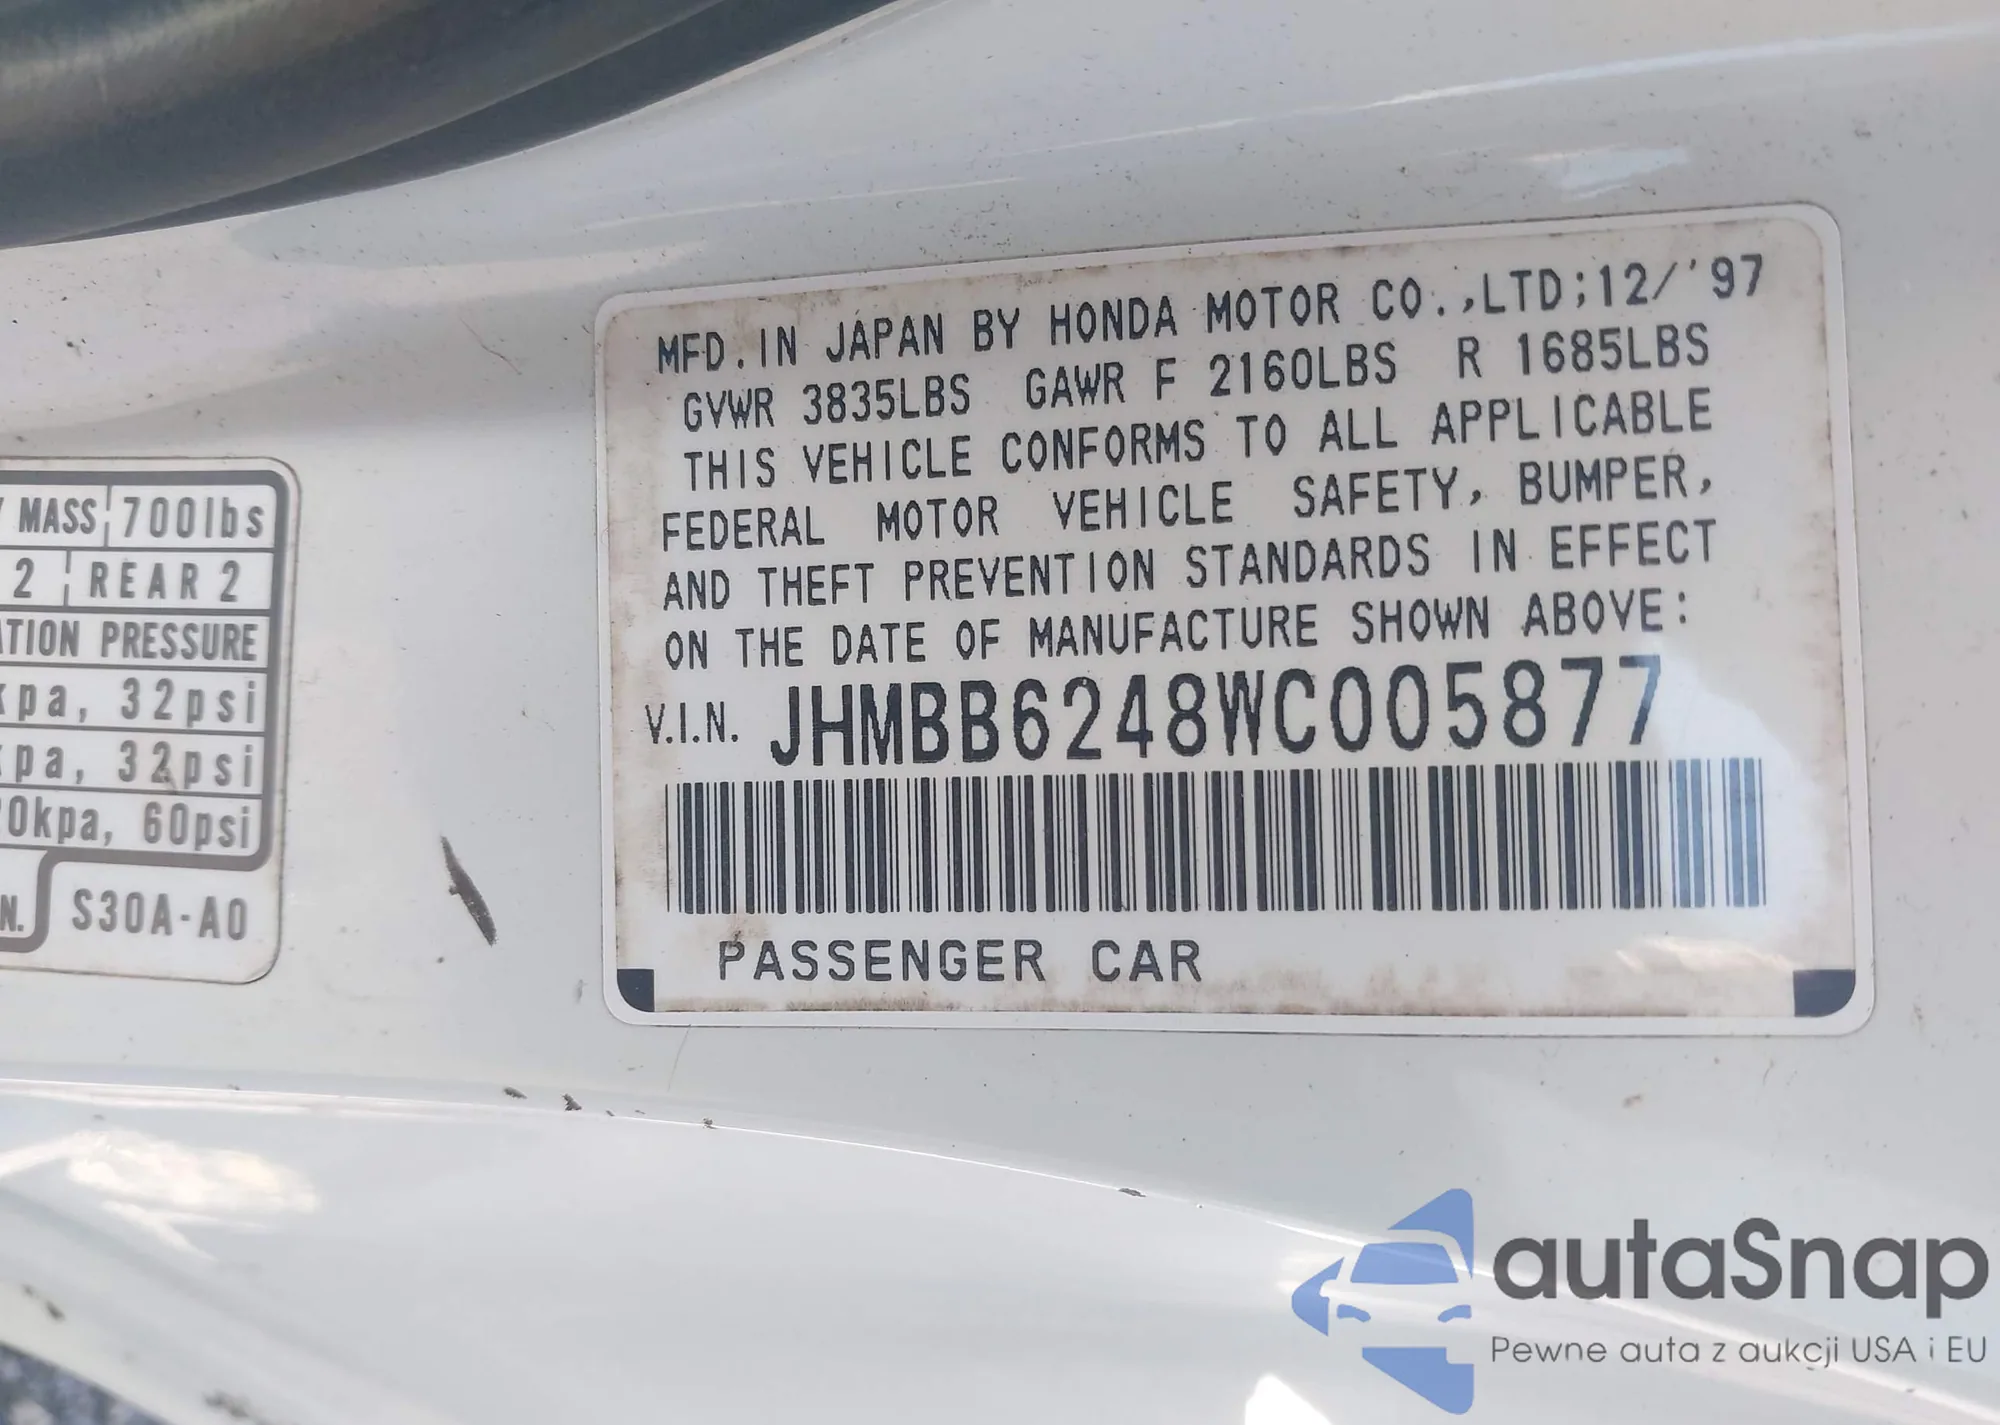 MFD.IN JAPAN BY HONDA MOTOR CO.,LTD;12/'97
GVWR 3835LBS GAWR F 2160LBS R 1685LBS
THIS VEHICLE CONFORMS TO ALL APPLICABLE
FEDERAL MOTOR VEHICLE SAFETY, BUMPER,
AND THEFT PREVENTION STANDARDS IN EFFECT
ON THE DATE OF MANUFACTURE SHOWN ABOVE:
V.I.N. JHMBB6248WC005877
PASSENGER CAR
MASS 700lbs
2 REAR 2
PRESSURE
kpa, 32psi
kpa, 32psi
0kpa, 60psi
N. S30A-A0
autaSnap
Pewne auta z aukcji USA i EU